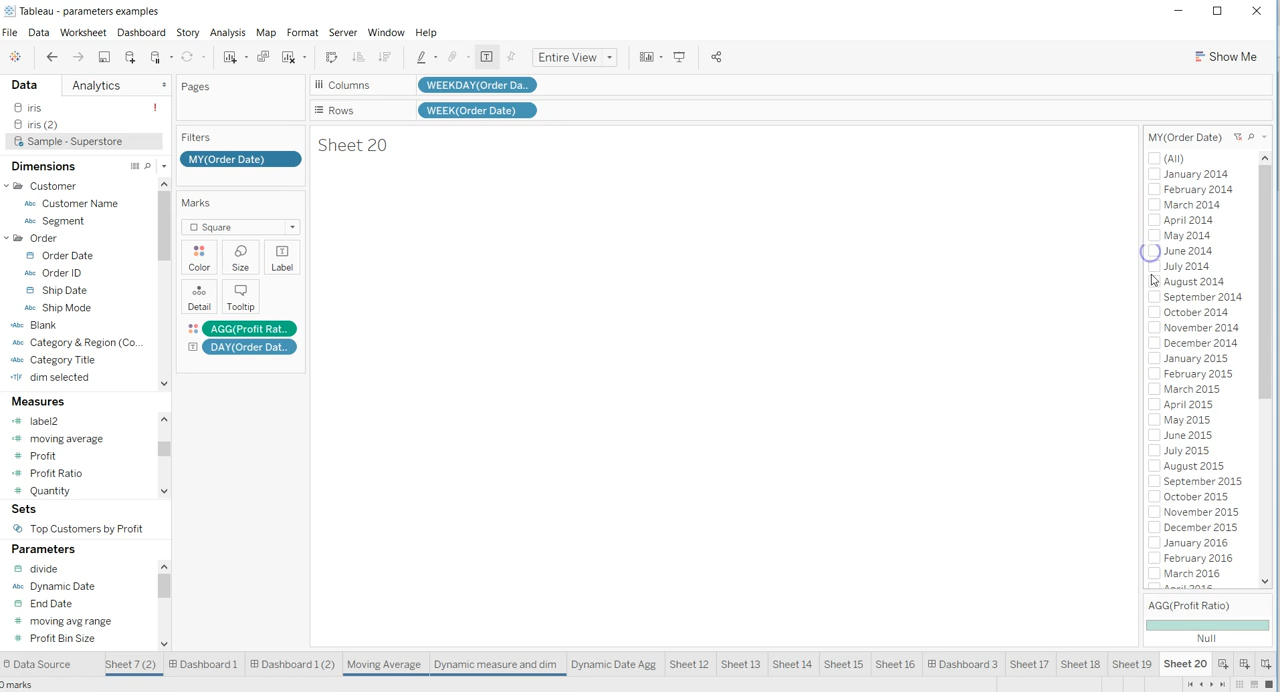 Tableau - parameters examples
File Data Worksheet Dashboard Story Analysis Map Format Server Window Help
Entire View
Show Me
Data Analytics
iris !
iris (2)
Sample - Superstore
Dimensions
Customer
Abc Customer Name
Abc Segment
Order
Order Date
Abc Order ID
Ship Date
Abc Ship Mode
Abc Blank
Abc Category & Region (Co...
Abc Category Title
T|F dim selected
Measures
label2
moving average
Profit
Profit Ratio
Quantity
Sets
Top Customers by Profit
Parameters
divide
Abc Dynamic Date
End Date
moving avg range
Profit Bin Size
Pages
Filters
MY(Order Date)
Marks
Square
Color Size Label
Detail Tooltip
AGG(Profit Rat..
DAY(Order Dat..
Columns WEEKDAY(Order Da..
Rows WEEK(Order Date)
Sheet 20
MY(Order Date)
(All)
January 2014
February 2014
March 2014
April 2014
May 2014
June 2014
July 2014
August 2014
September 2014
October 2014
November 2014
December 2014
January 2015
February 2015
March 2015
April 2015
May 2015
June 2015
July 2015
August 2015
September 2015
October 2015
November 2015
December 2015
January 2016
February 2016
March 2016
April 2016
AGG(Profit Ratio)
Null
Data Source Sheet 7 (2) Dashboard 1 Dashboard 1 (2) Moving Average Dynamic measure and dim Dynamic Date Agg Sheet 12 Sheet 13 Sheet 14 Sheet 15 Sheet 16 Dashboard 3 Sheet 17 Sheet 18 Sheet 19 Sheet 20
0 marks